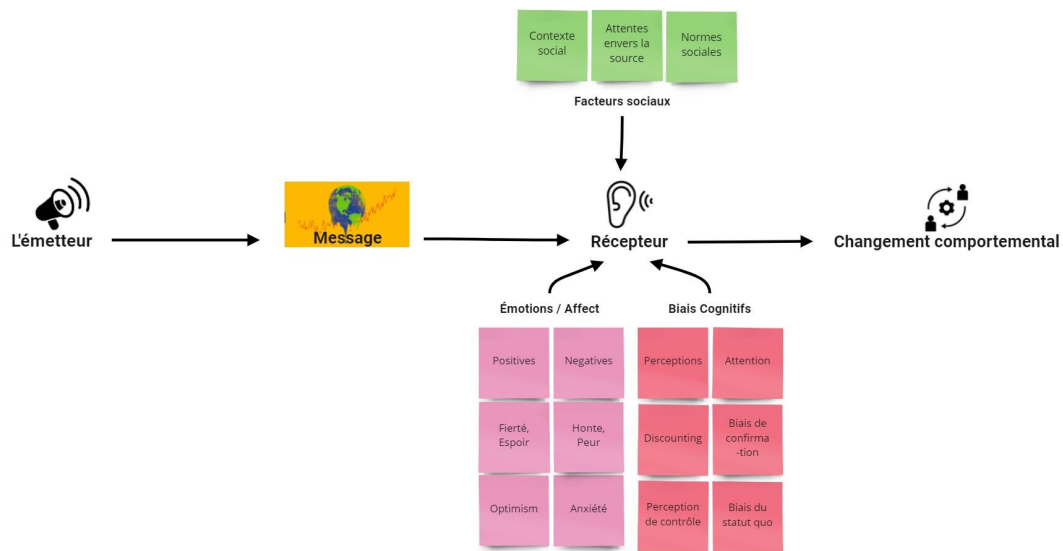 Contexte
social
Attentes
envers la
source
Normes
sociales
Facteurs sociaux
L'émetteur
Message
Récepteur
Changement comportemental
Émotions / Affect
Biais Cognitifs
Positives
Negatives
Perceptions
Attention
Fierté,
Espoir
Honte,
Peur
Discounting
Biais de
confirma
-tion
Optimism
Anxiété
Perception
de contrôle
Biais du
statut quo